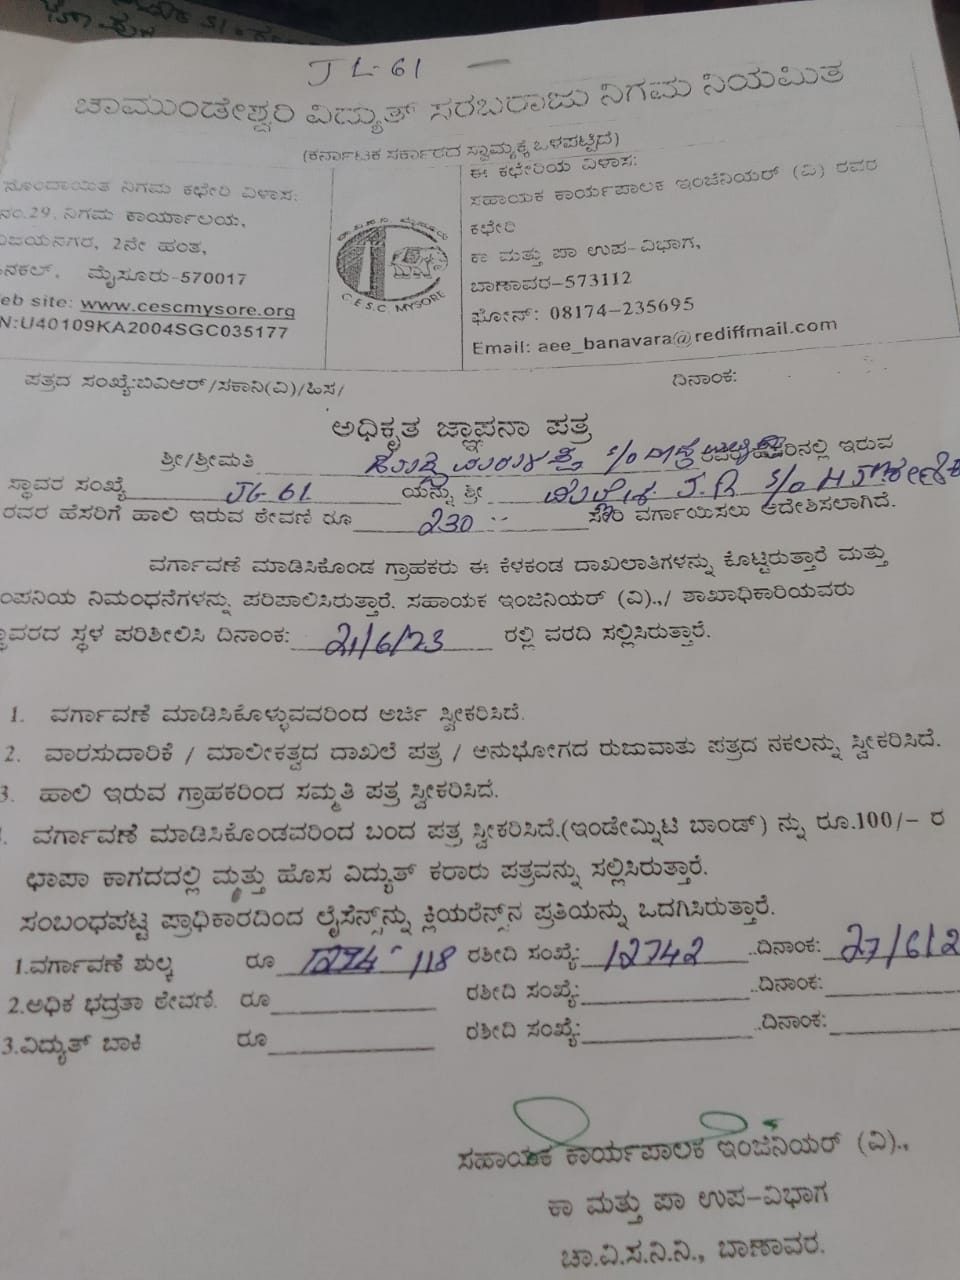 JL-61
ಚಾಮುಂಡೇಶ್ವರಿ ವಿದ್ಯುತ್ ಸರಬರಾಜು ನಿಗಮ ನಿಯಮಿತ
(ಕರ್ನಾಟಕ ಸರ್ಕಾರದ ಸ್ವಾಮ್ಯಕ್ಕೆ ಒಳಪಟ್ಟಿದೆ)
ನೋಂದಾಯಿತ ನಿಗಮ ಕಛೇರಿ ವಿಳಾಸ:
ನಂ.29, ನಿಗಮ ಕಾರ್ಯಾಲಯ,
ವಿಜಯನಗರ, 2ನೇ ಹಂತ,
ಹಿನಕಲ್, ಮೈಸೂರು-570017
eb site: www.cescmysore.org
N:U40109KA2004SGC035177
C.E.S.C. MYSORE
ಈ ಕಛೇರಿಯ ವಿಳಾಸ:
ಸಹಾಯಕ ಕಾರ್ಯಪಾಲಕ ಇಂಜಿನಿಯರ್ (ವಿ) ರವರ
ಕಛೇರಿ
ಕಾ ಮತ್ತು ಪಾ ಉಪ-ವಿಭಾಗ,
ಬಾಣಾವರ-573112
ಫೋನ್: 08174-235695
Email: aee_banavara@rediffmail.com
ಪತ್ರದ ಸಂಖ್ಯೆ:ಬಿವಿಆರ್/ಸಕಾನಿ(ವಿ)/ಹಿಸ/ ದಿನಾಂಕ:
ಅಧಿಕೃತ ಜ್ಞಾಪನಾ ಪತ್ರ
ಶ್ರೀ/ಶ್ರೀಮತಿ S/o ರವರ ಹೆಸರಿನಲ್ಲಿ ಇರುವ
ಸ್ಥಾವರ ಸಂಖ್ಯೆ JL 61 ಯನ್ನು ಶ್ರೀ J.R S/o
ರವರ ಹೆಸರಿಗೆ ಹಾಲಿ ಇರುವ ಠೇವಣಿ ರೂ 230 ಸೇರಿ ವರ್ಗಾಯಿಸಲು ಆದೇಶಿಸಲಾಗಿದೆ.
ವರ್ಗಾವಣೆ ಮಾಡಿಸಿಕೊಂಡ ಗ್ರಾಹಕರು ಈ ಕೆಳಕಂಡ ದಾಖಲಾತಿಗಳನ್ನು ಕೊಟ್ಟಿರುತ್ತಾರೆ ಮತ್ತು
ಕಂಪನಿಯ ನಿಮಂಧನೆಗಳನ್ನು ಪರಿಪಾಲಿಸಿರುತ್ತಾರೆ. ಸಹಾಯಕ ಇಂಜಿನಿಯರ್ (ವಿ).,/ ಶಾಖಾಧಿಕಾರಿಯವರು
ಸ್ಥಾವರದ ಸ್ಥಳ ಪರಿಶೀಲಿಸಿ ದಿನಾಂಕ: 21/6/23 ರಲ್ಲಿ ವರದಿ ಸಲ್ಲಿಸಿರುತ್ತಾರೆ.
1. ವರ್ಗಾವಣೆ ಮಾಡಿಸಿಕೊಳ್ಳುವವರಿಂದ ಅರ್ಜಿ ಸ್ವೀಕರಿಸಿದೆ.
2. ವಾರಸುದಾರಿಕೆ / ಮಾಲೀಕತ್ವದ ದಾಖಲೆ ಪತ್ರ / ಅನುಭೋಗದ ರುಜುವಾತು ಪತ್ರದ ನಕಲನ್ನು ಸ್ವೀಕರಿಸಿದೆ.
3. ಹಾಲಿ ಇರುವ ಗ್ರಾಹಕರಿಂದ ಸಮ್ಮತಿ ಪತ್ರ ಸ್ವೀಕರಿಸಿದೆ.
. ವರ್ಗಾವಣೆ ಮಾಡಿಸಿಕೊಂಡವರಿಂದ ಬಂದ ಪತ್ರ ಸ್ವೀಕರಿಸಿದೆ.(ಇಂಡೇಮ್ನಿಟಿ ಬಾಂಡ್) ನ್ನು ರೂ.100/- ರ
ಛಾಪಾ ಕಾಗದದಲ್ಲಿ ಮತ್ತು ಹೊಸ ವಿದ್ಯುತ್ ಕರಾರು ಪತ್ರವನ್ನು ಸಲ್ಲಿಸಿರುತ್ತಾರೆ.
ಸಂಬಂಧಪಟ್ಟ ಪ್ರಾಧಿಕಾರದಿಂದ ಲೈಸೆನ್ಸ್‌ನ್ನು ಕ್ಲಿಯರೆನ್ಸ್‌ನ ಪ್ರತಿಯನ್ನು ಒದಗಿಸಿರುತ್ತಾರೆ.
1.ವರ್ಗಾವಣೆ ಶುಲ್ಕ ರೂ 118 ರಶೀದಿ ಸಂಖ್ಯೆ: 12742 ..ದಿನಾಂಕ: 27/6/2
2.ಅಧಿಕ ಭದ್ರತಾ ಠೇವಣಿ. ರೂ ರಶೀದಿ ಸಂಖ್ಯೆ: ..ದಿನಾಂಕ:
3.ವಿದ್ಯುತ್ ಬಾಕಿ ರೂ ರಶೀದಿ ಸಂಖ್ಯೆ: ..ದಿನಾಂಕ:
ಸಹಾಯಕ ಕಾರ್ಯಪಾಲಕ ಇಂಜಿನಿಯರ್ (ವಿ).,
ಕಾ ಮತ್ತು ಪಾ ಉಪ-ವಿಭಾಗ
ಚಾ.ವಿ.ಸ.ನಿ.ನಿ., ಬಾಣಾವರ.